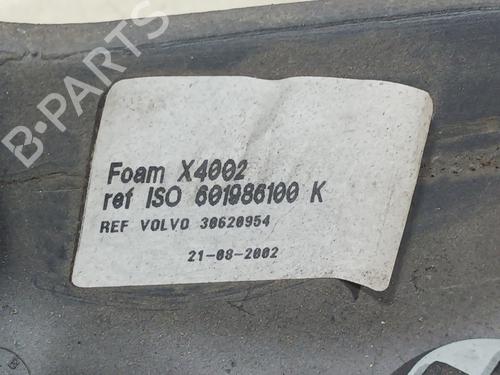 B-PARTS
Foam X4002
ref ISO 601986100 K
REF VOLVO 30620954
21-08-2002